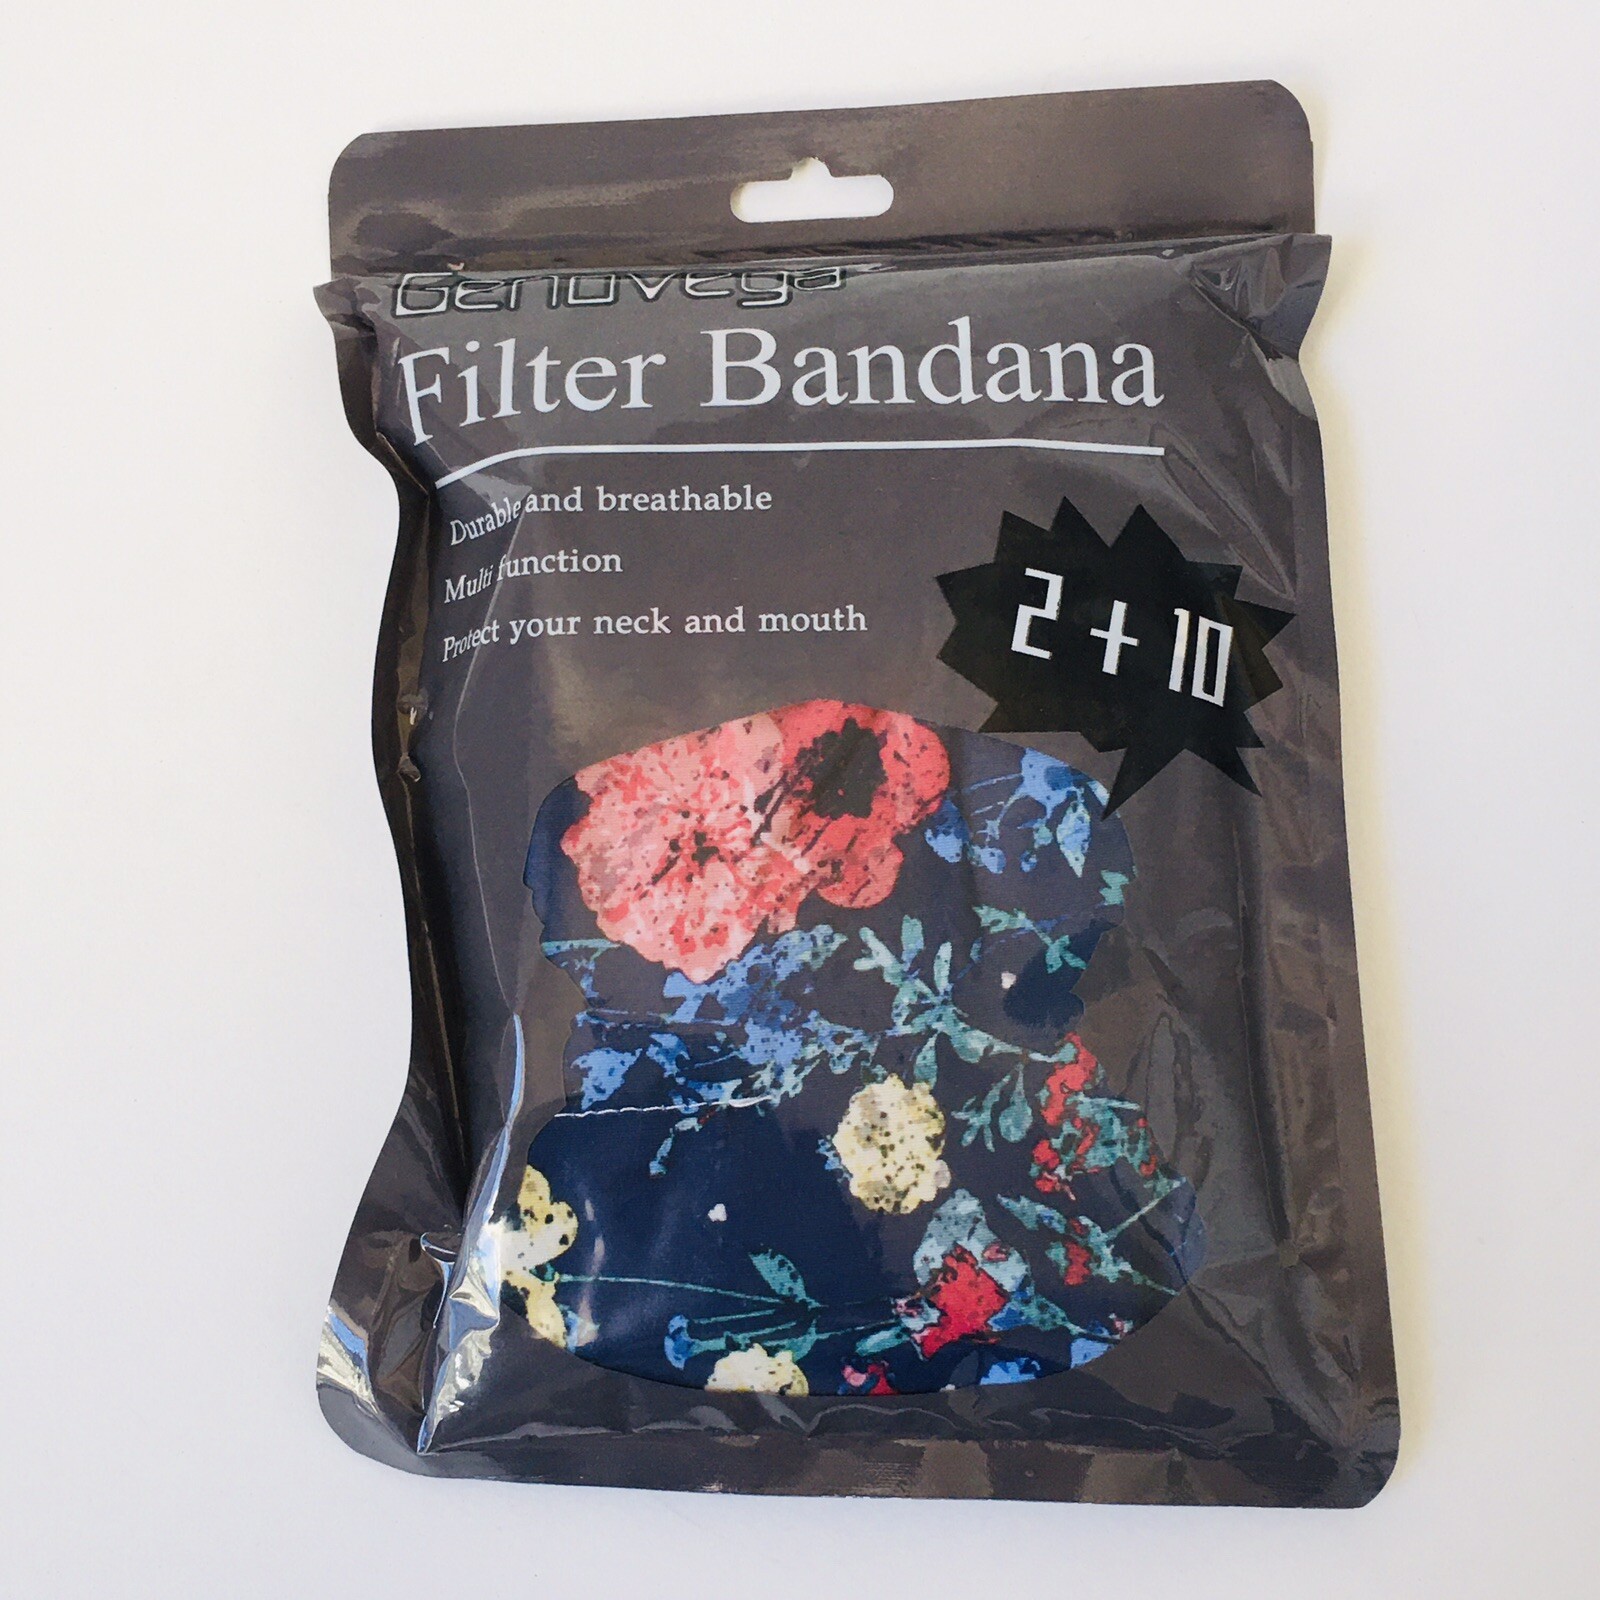 Genovega
Filter Bandana
Durable and breathable
Multi function
Protect your neck and mouth
2 + 10